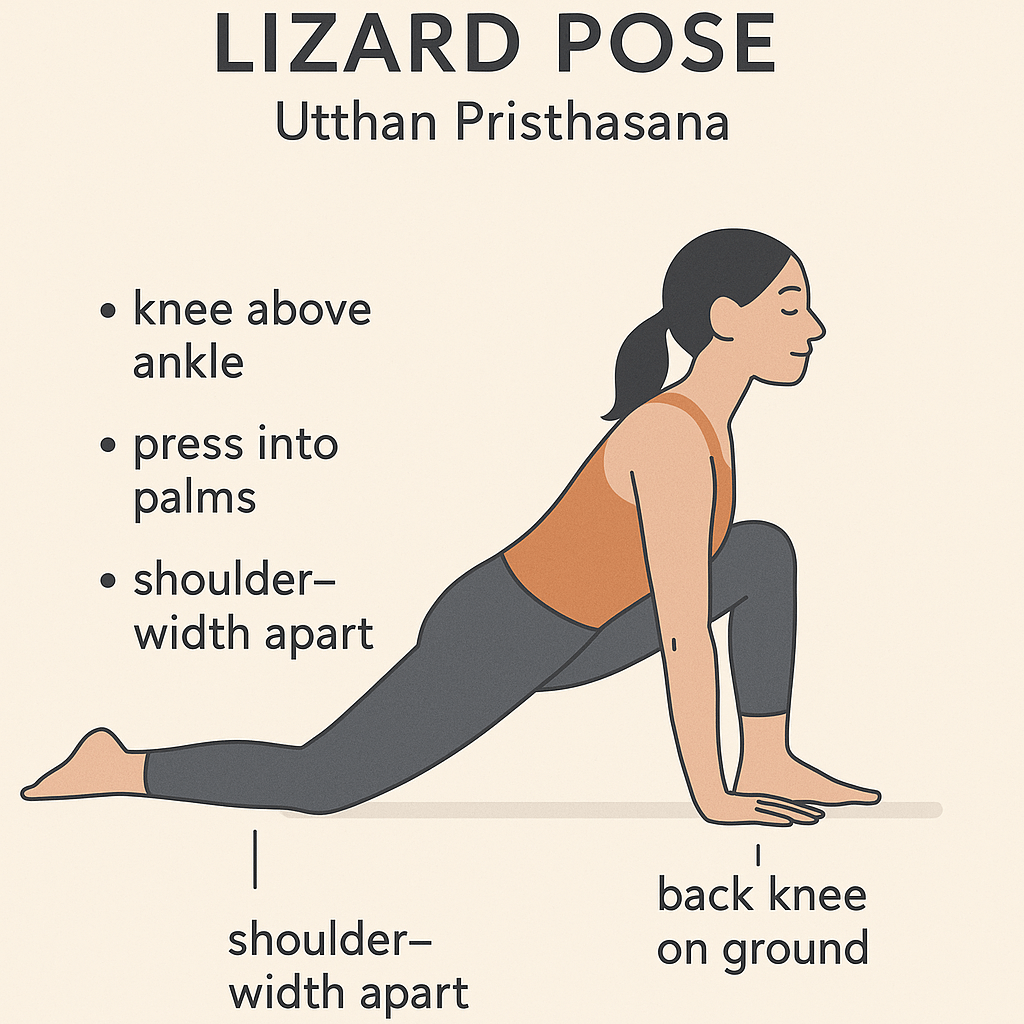 LIZARD POSE
Utthan Pristhasana
• knee above
ankle
• press into
palms
• shoulder–
width apart
shoulder–
width apart
back knee
on ground